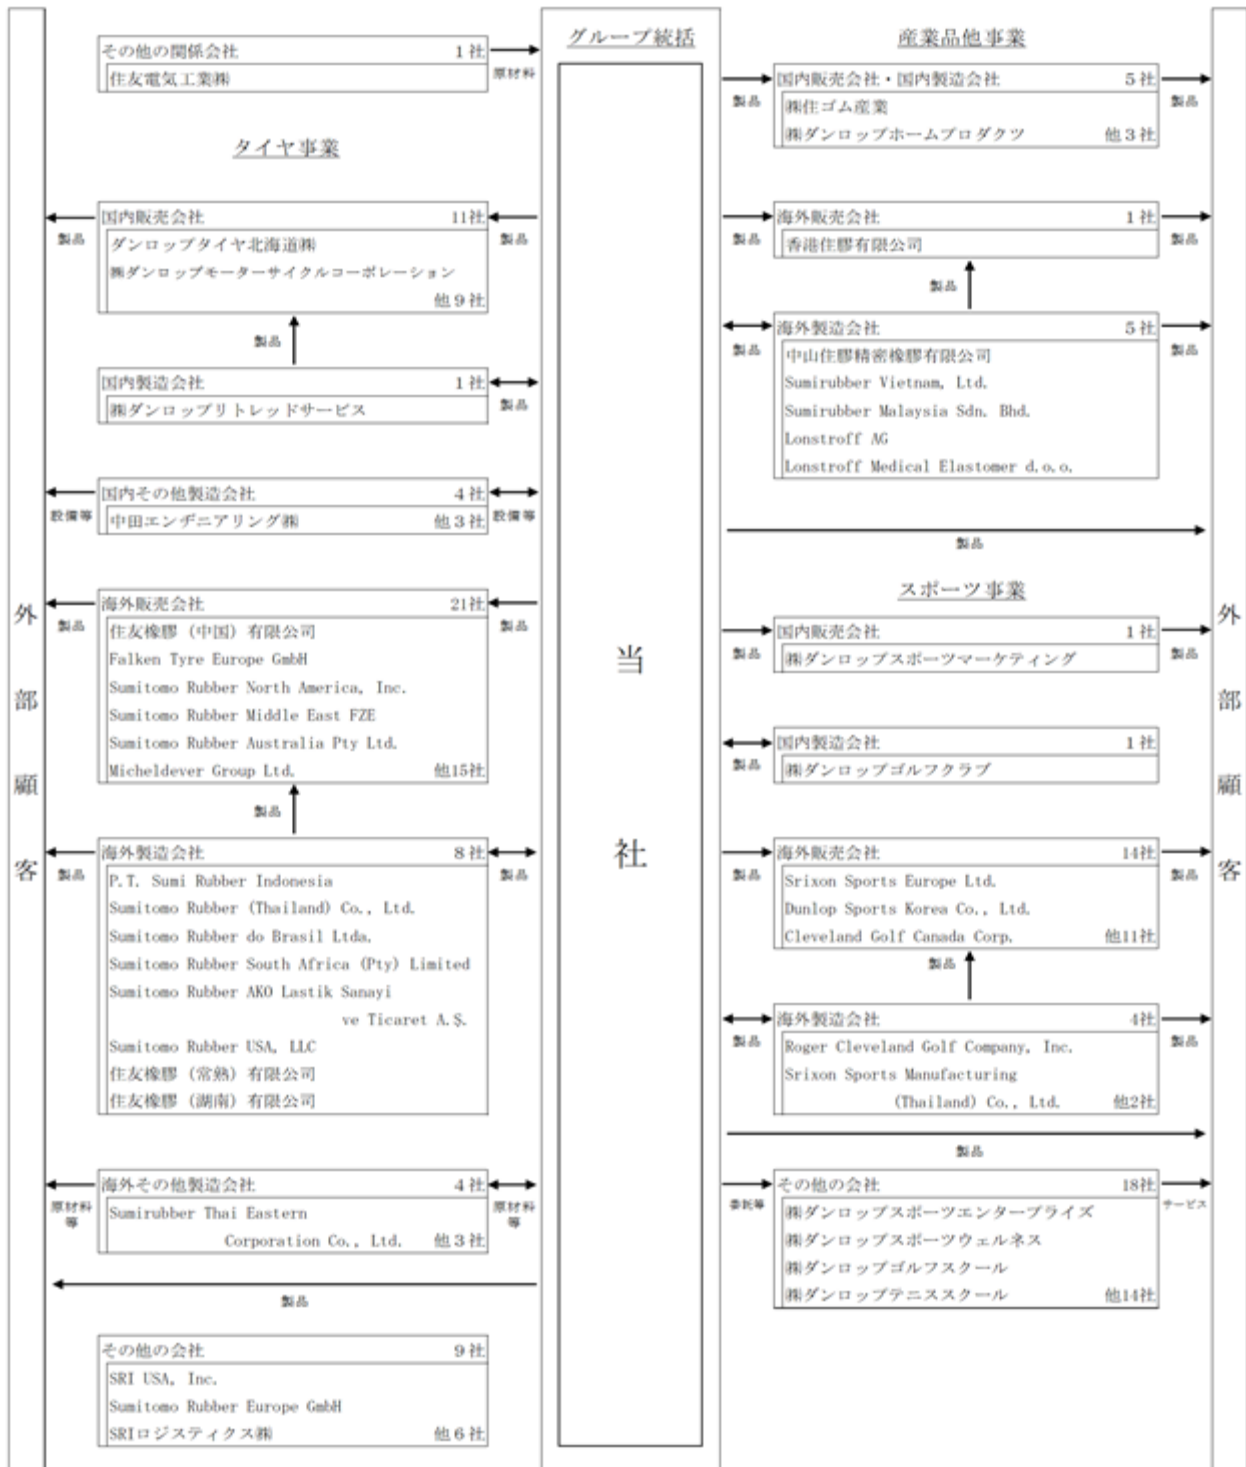 その他の関係会社 1社
住友電気工業㈱
原材料
タイヤ事業
国内販売会社 11社
ダンロップタイヤ北海道㈱
㈱ダンロップモーターサイクルコーポレーション
他9社
製品
製品
製品
国内製造会社 1社
㈱ダンロップリトレッドサービス
製品
国内その他製造会社 4社
中田エンヂニアリング㈱ 他3社
設備等
設備等
海外販売会社 21社
住友橡膠（中国）有限公司
Falken Tyre Europe GmbH
Sumitomo Rubber North America, Inc.
Sumitomo Rubber Middle East FZE
Sumitomo Rubber Australia Pty Ltd.
Micheldever Group Ltd. 他15社
製品
製品
製品
海外製造会社 8社
P.T. Sumi Rubber Indonesia
Sumitomo Rubber (Thailand) Co., Ltd.
Sumitomo Rubber do Brasil Ltda.
Sumitomo Rubber South Africa (Pty) Limited
Sumitomo Rubber AKO Lastik Sanayi
ve Ticaret A.Ş.
Sumitomo Rubber USA, LLC
住友橡膠（常熟）有限公司
住友橡膠（湖南）有限公司
製品
製品
海外その他製造会社 4社
Sumirubber Thai Eastern
Corporation Co., Ltd. 他3社
原材料等
原材料等
製品
その他の会社 9社
SRI USA, Inc.
Sumitomo Rubber Europe GmbH
SRIロジスティクス㈱ 他6社
外部顧客
グループ統括
当社
産業品他事業
国内販売会社・国内製造会社 5社
㈱住ゴム産業
㈱ダンロップホームプロダクツ 他3社
製品
製品
海外販売会社 1社
香港住膠有限公司
製品
製品
製品
海外製造会社 5社
中山住膠精密橡膠有限公司
Sumirubber Vietnam, Ltd.
Sumirubber Malaysia Sdn. Bhd.
Lonstroff AG
Lonstroff Medical Elastomer d.o.o.
製品
製品
製品
スポーツ事業
国内販売会社 1社
㈱ダンロップスポーツマーケティング
製品
製品
国内製造会社 1社
㈱ダンロップゴルフクラブ
製品
海外販売会社 14社
Srixon Sports Europe Ltd.
Dunlop Sports Korea Co., Ltd.
Cleveland Golf Canada Corp. 他11社
製品
製品
製品
海外製造会社 4社
Roger Cleveland Golf Company, Inc.
Srixon Sports Manufacturing
(Thailand) Co., Ltd. 他2社
製品
製品
製品
その他の会社 18社
㈱ダンロップスポーツエンタープライズ
㈱ダンロップスポーツウェルネス
㈱ダンロップゴルフスクール
㈱ダンロップテニススクール 他14社
委託等
サービス
外部顧客